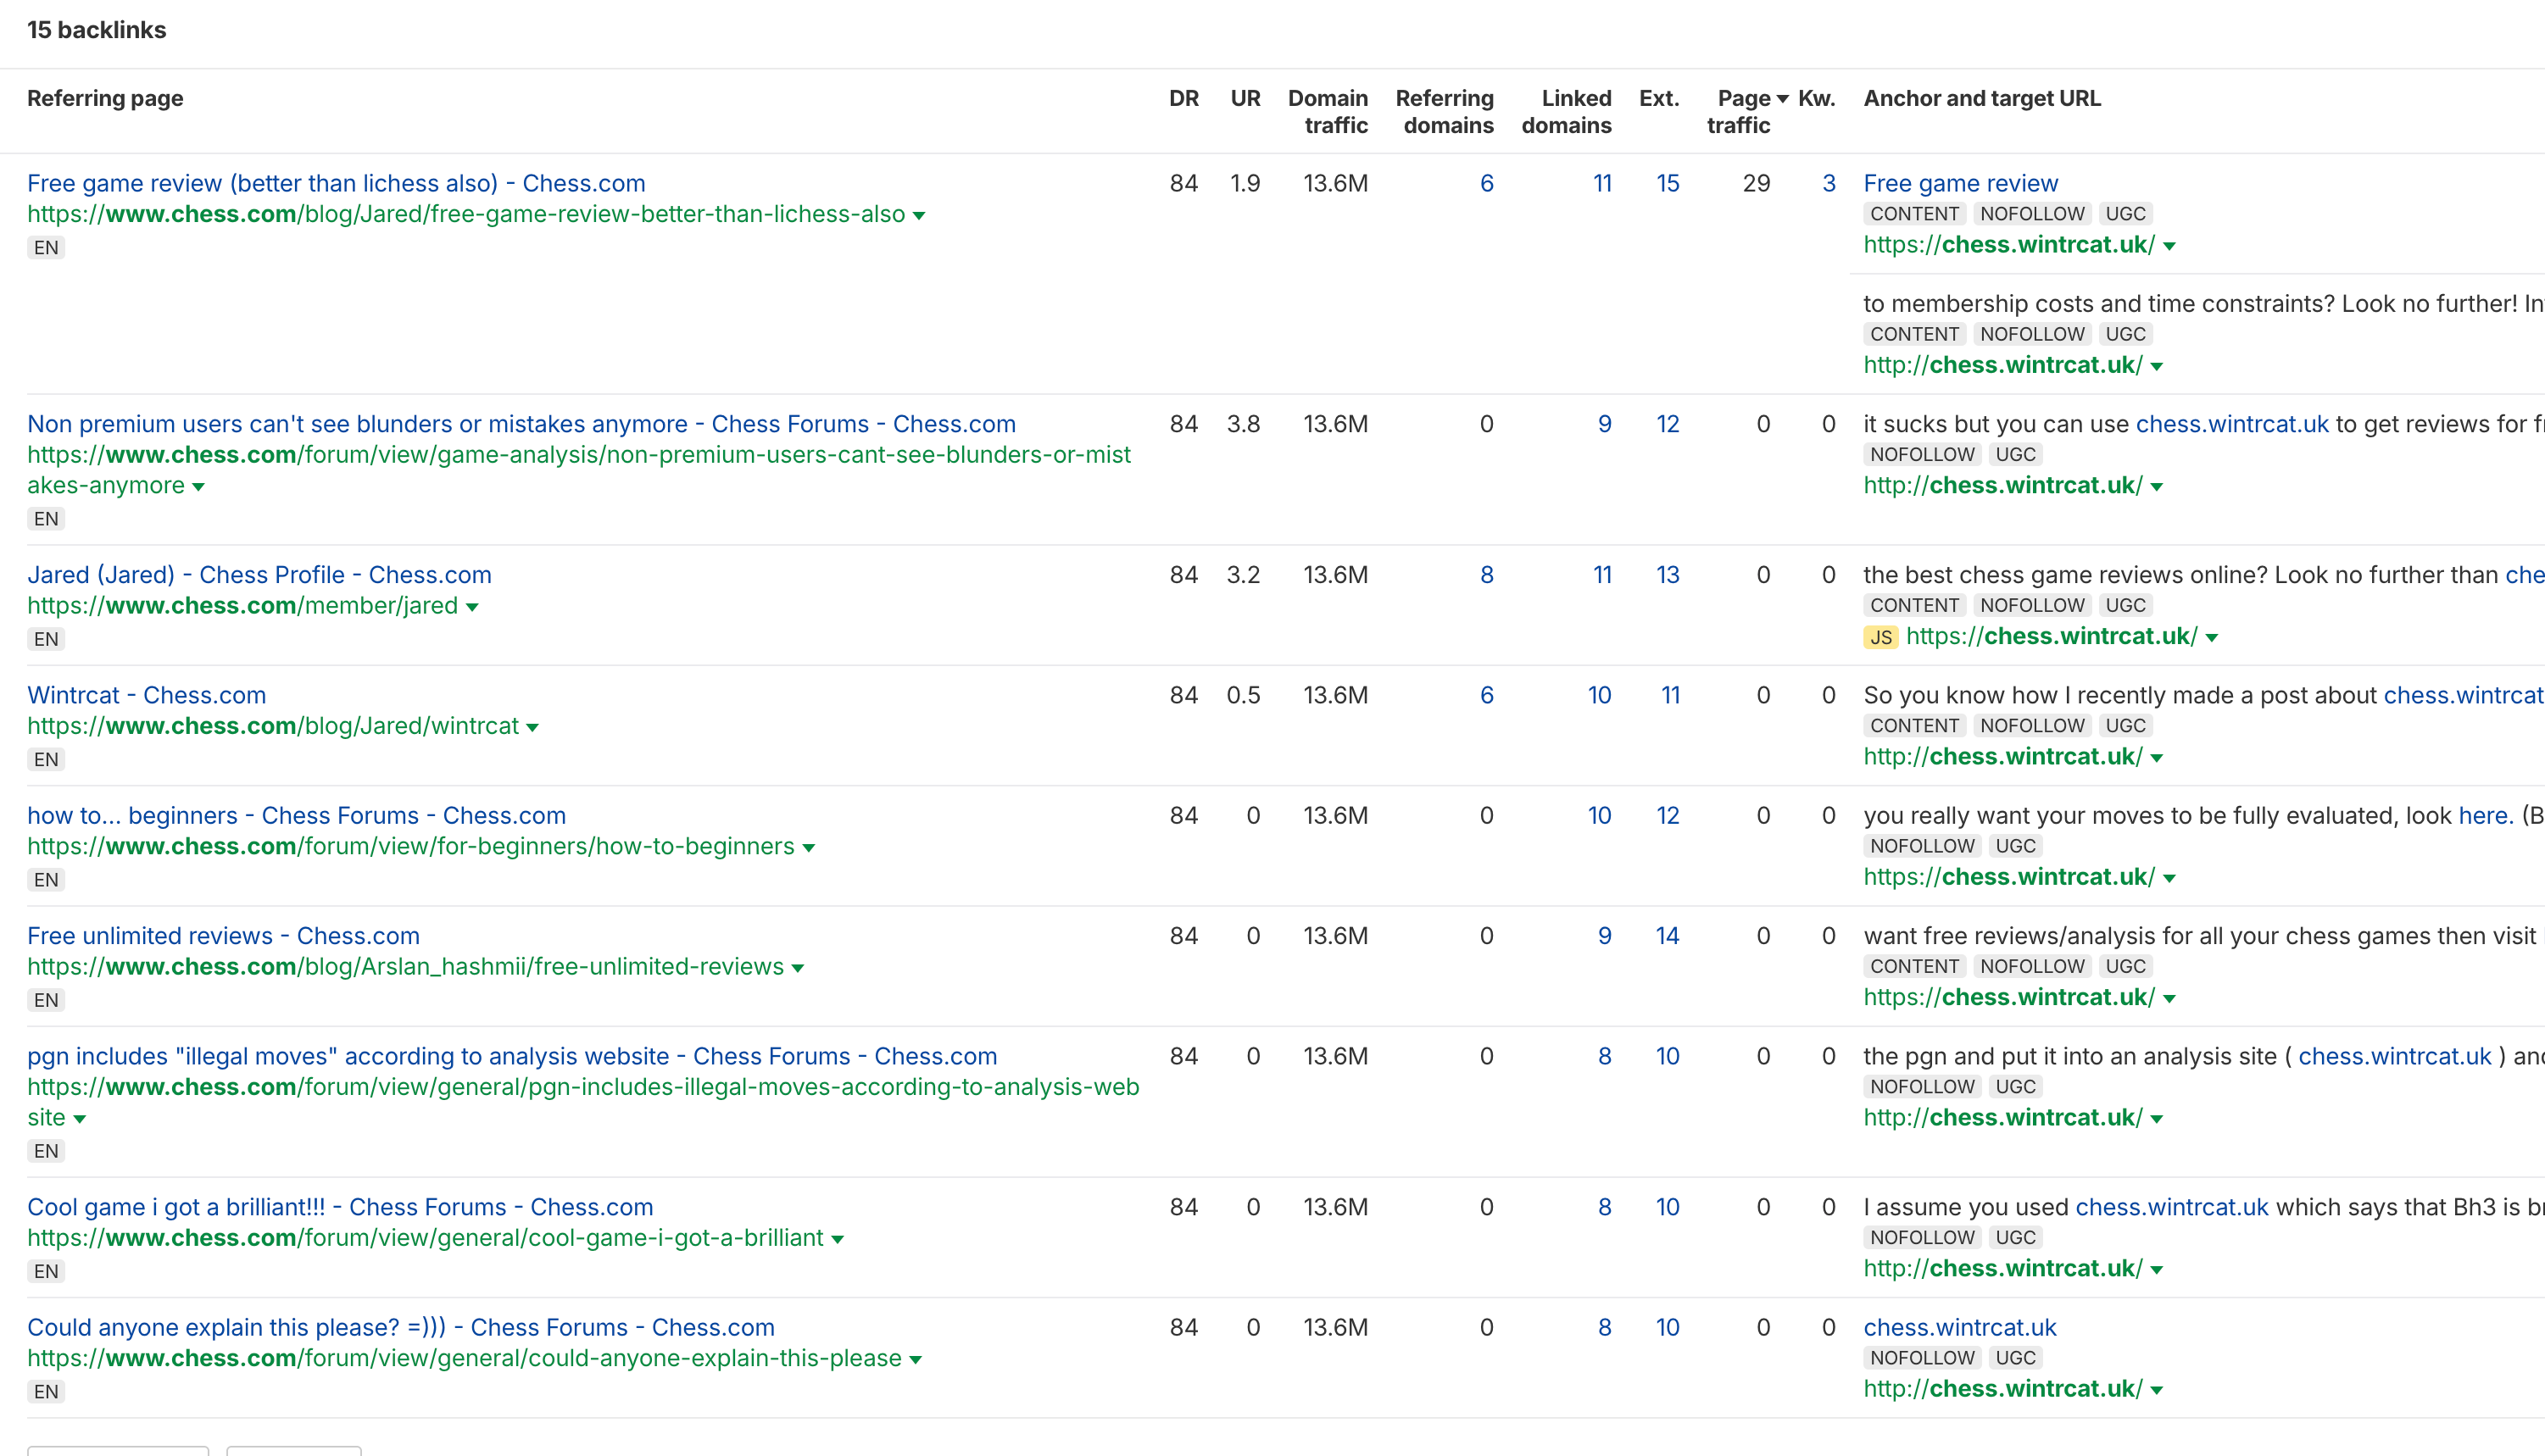 15 backlinks
Referring page DR UR Domain traffic Referring domains Linked domains Ext. Page traffic Kw. Anchor and target URL
Free game review (better than lichess also) - Chess.com 84 1.9 13.6M 6 11 15 29 3 Free game review
https://www.chess.com/blog/Jared/free-game-review-better-than-lichess-also CONTENT NOFOLLOW UGC
EN https://chess.wintrcat.uk/
to membership costs and time constraints? Look no further! In
CONTENT NOFOLLOW UGC
http://chess.wintrcat.uk/
Non premium users can't see blunders or mistakes anymore - Chess Forums - Chess.com 84 3.8 13.6M 0 9 12 0 0 it sucks but you can use chess.wintrcat.uk to get reviews for f
https://www.chess.com/forum/view/game-analysis/non-premium-users-cant-see-blunders-or-mist NOFOLLOW UGC
akes-anymore http://chess.wintrcat.uk/
EN
Jared (Jared) - Chess Profile - Chess.com 84 3.2 13.6M 8 11 13 0 0 the best chess game reviews online? Look no further than che
https://www.chess.com/member/jared CONTENT NOFOLLOW UGC
EN JS https://chess.wintrcat.uk/
Wintrcat - Chess.com 84 0.5 13.6M 6 10 11 0 0 So you know how I recently made a post about chess.wintrcat
https://www.chess.com/blog/Jared/wintrcat CONTENT NOFOLLOW UGC
EN http://chess.wintrcat.uk/
how to... beginners - Chess Forums - Chess.com 84 0 13.6M 0 10 12 0 0 you really want your moves to be fully evaluated, look here. (B
https://www.chess.com/forum/view/for-beginners/how-to-beginners NOFOLLOW UGC
EN https://chess.wintrcat.uk/
Free unlimited reviews - Chess.com 84 0 13.6M 0 9 14 0 0 want free reviews/analysis for all your chess games then visit
https://www.chess.com/blog/Arslan_hashmii/free-unlimited-reviews CONTENT NOFOLLOW UGC
EN https://chess.wintrcat.uk/
pgn includes "illegal moves" according to analysis website - Chess Forums - Chess.com 84 0 13.6M 0 8 10 0 0 the pgn and put it into an analysis site ( chess.wintrcat.uk ) and
https://www.chess.com/forum/view/general/pgn-includes-illegal-moves-according-to-analysis-web NOFOLLOW UGC
site http://chess.wintrcat.uk/
EN
Cool game i got a brilliant!!! - Chess Forums - Chess.com 84 0 13.6M 0 8 10 0 0 I assume you used chess.wintrcat.uk which says that Bh3 is br
https://www.chess.com/forum/view/general/cool-game-i-got-a-brilliant NOFOLLOW UGC
EN http://chess.wintrcat.uk/
Could anyone explain this please? =))) - Chess Forums - Chess.com 84 0 13.6M 0 8 10 0 0 chess.wintrcat.uk
https://www.chess.com/forum/view/general/could-anyone-explain-this-please NOFOLLOW UGC
EN http://chess.wintrcat.uk/